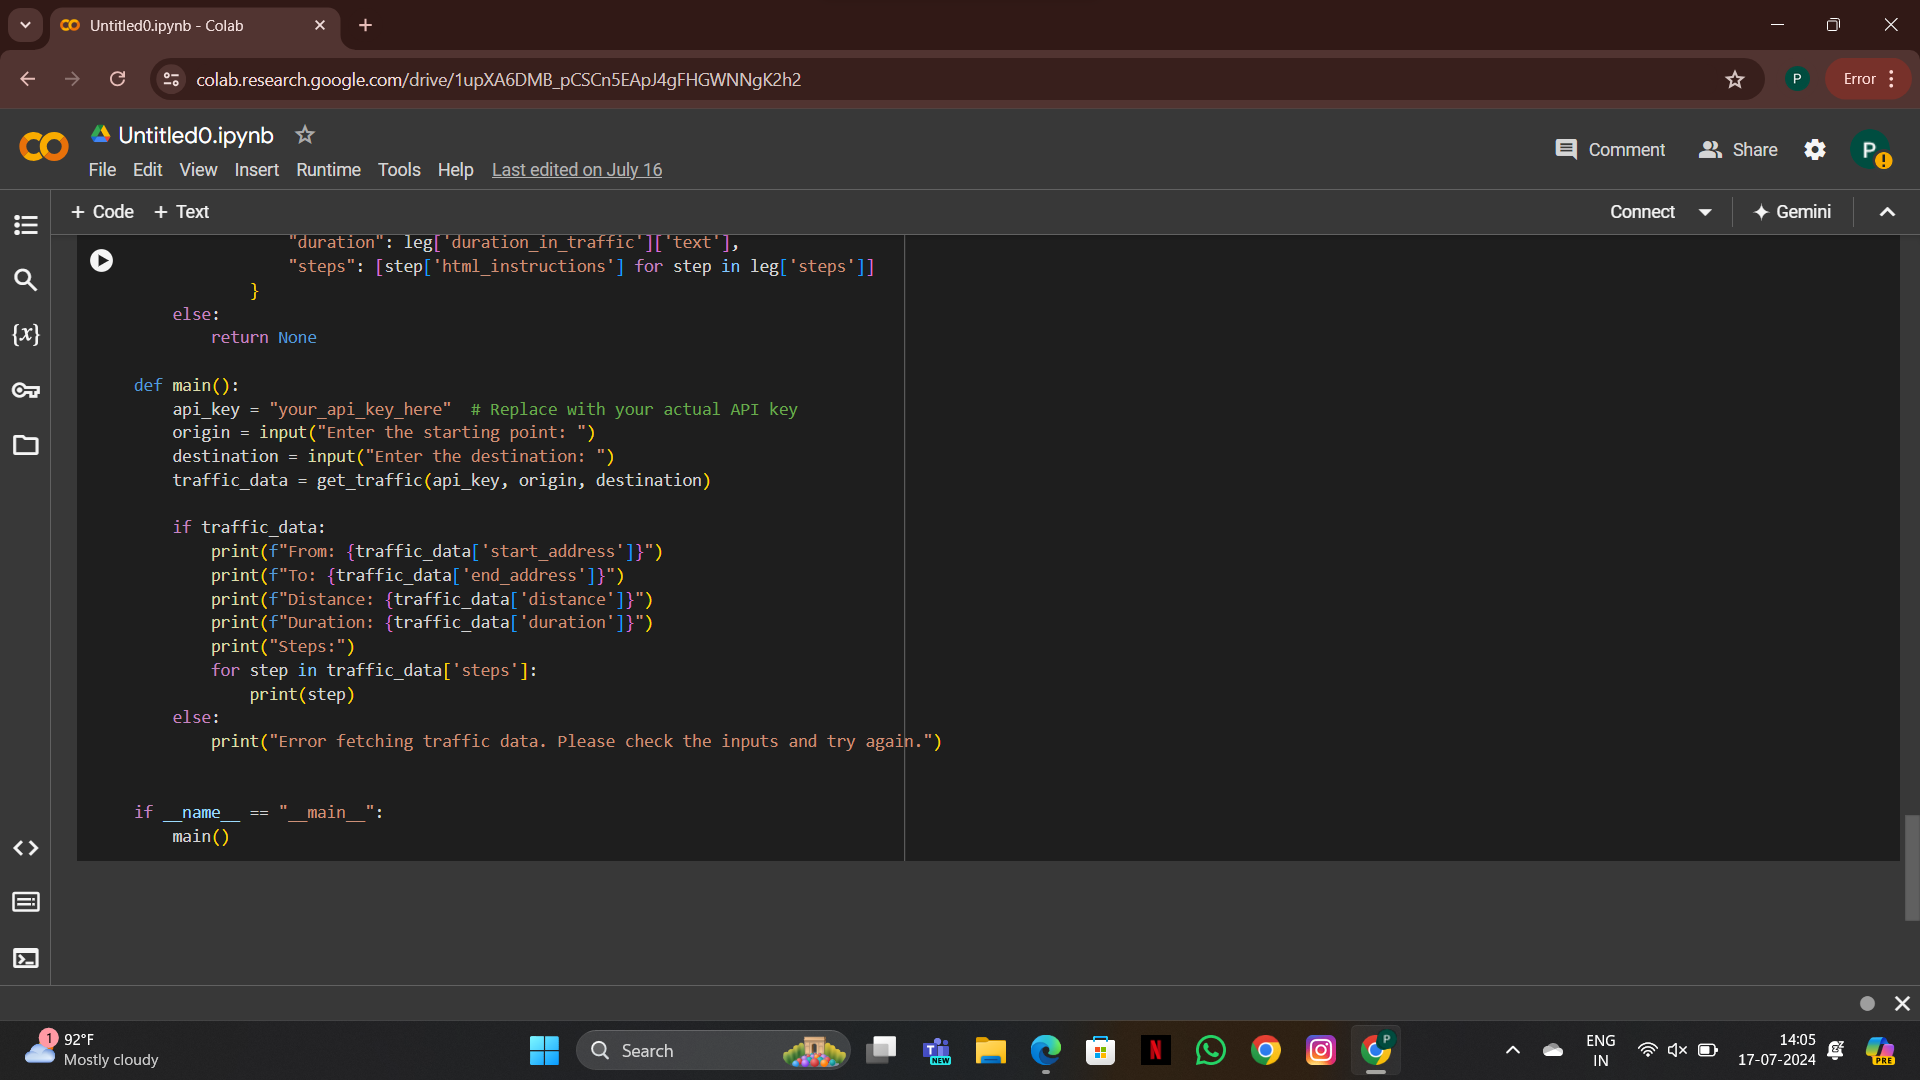 Untitled0.ipynb - Colab
colab.research.google.com/drive/1upXA6DMB_pCSCn5EApJ4gFHGWNNgK2h2
P
Error
Untitled0.ipynb
File Edit View Insert Runtime Tools Help Last edited on July 16
Comment
Share
P
+ Code + Text
Connect
Gemini
"duration": leg['duration_in_traffic']['text'],
"steps": [step['html_instructions'] for step in leg['steps']]
}
else:
return None
def main():
api_key = "your_api_key_here" # Replace with your actual API key
origin = input("Enter the starting point: ")
destination = input("Enter the destination: ")
traffic_data = get_traffic(api_key, origin, destination)
if traffic_data:
print(f"From: {traffic_data['start_address']}")
print(f"To: {traffic_data['end_address']}")
print(f"Distance: {traffic_data['distance']}")
print(f"Duration: {traffic_data['duration']}")
print("Steps:")
for step in traffic_data['steps']:
print(step)
else:
print("Error fetching traffic data. Please check the inputs and try again.")
if __name__ == "__main__":
main()
{x}
1
92°F
Mostly cloudy
Search
T
NEW
N
P
ENG
IN
14:05
17-07-2024
PRE